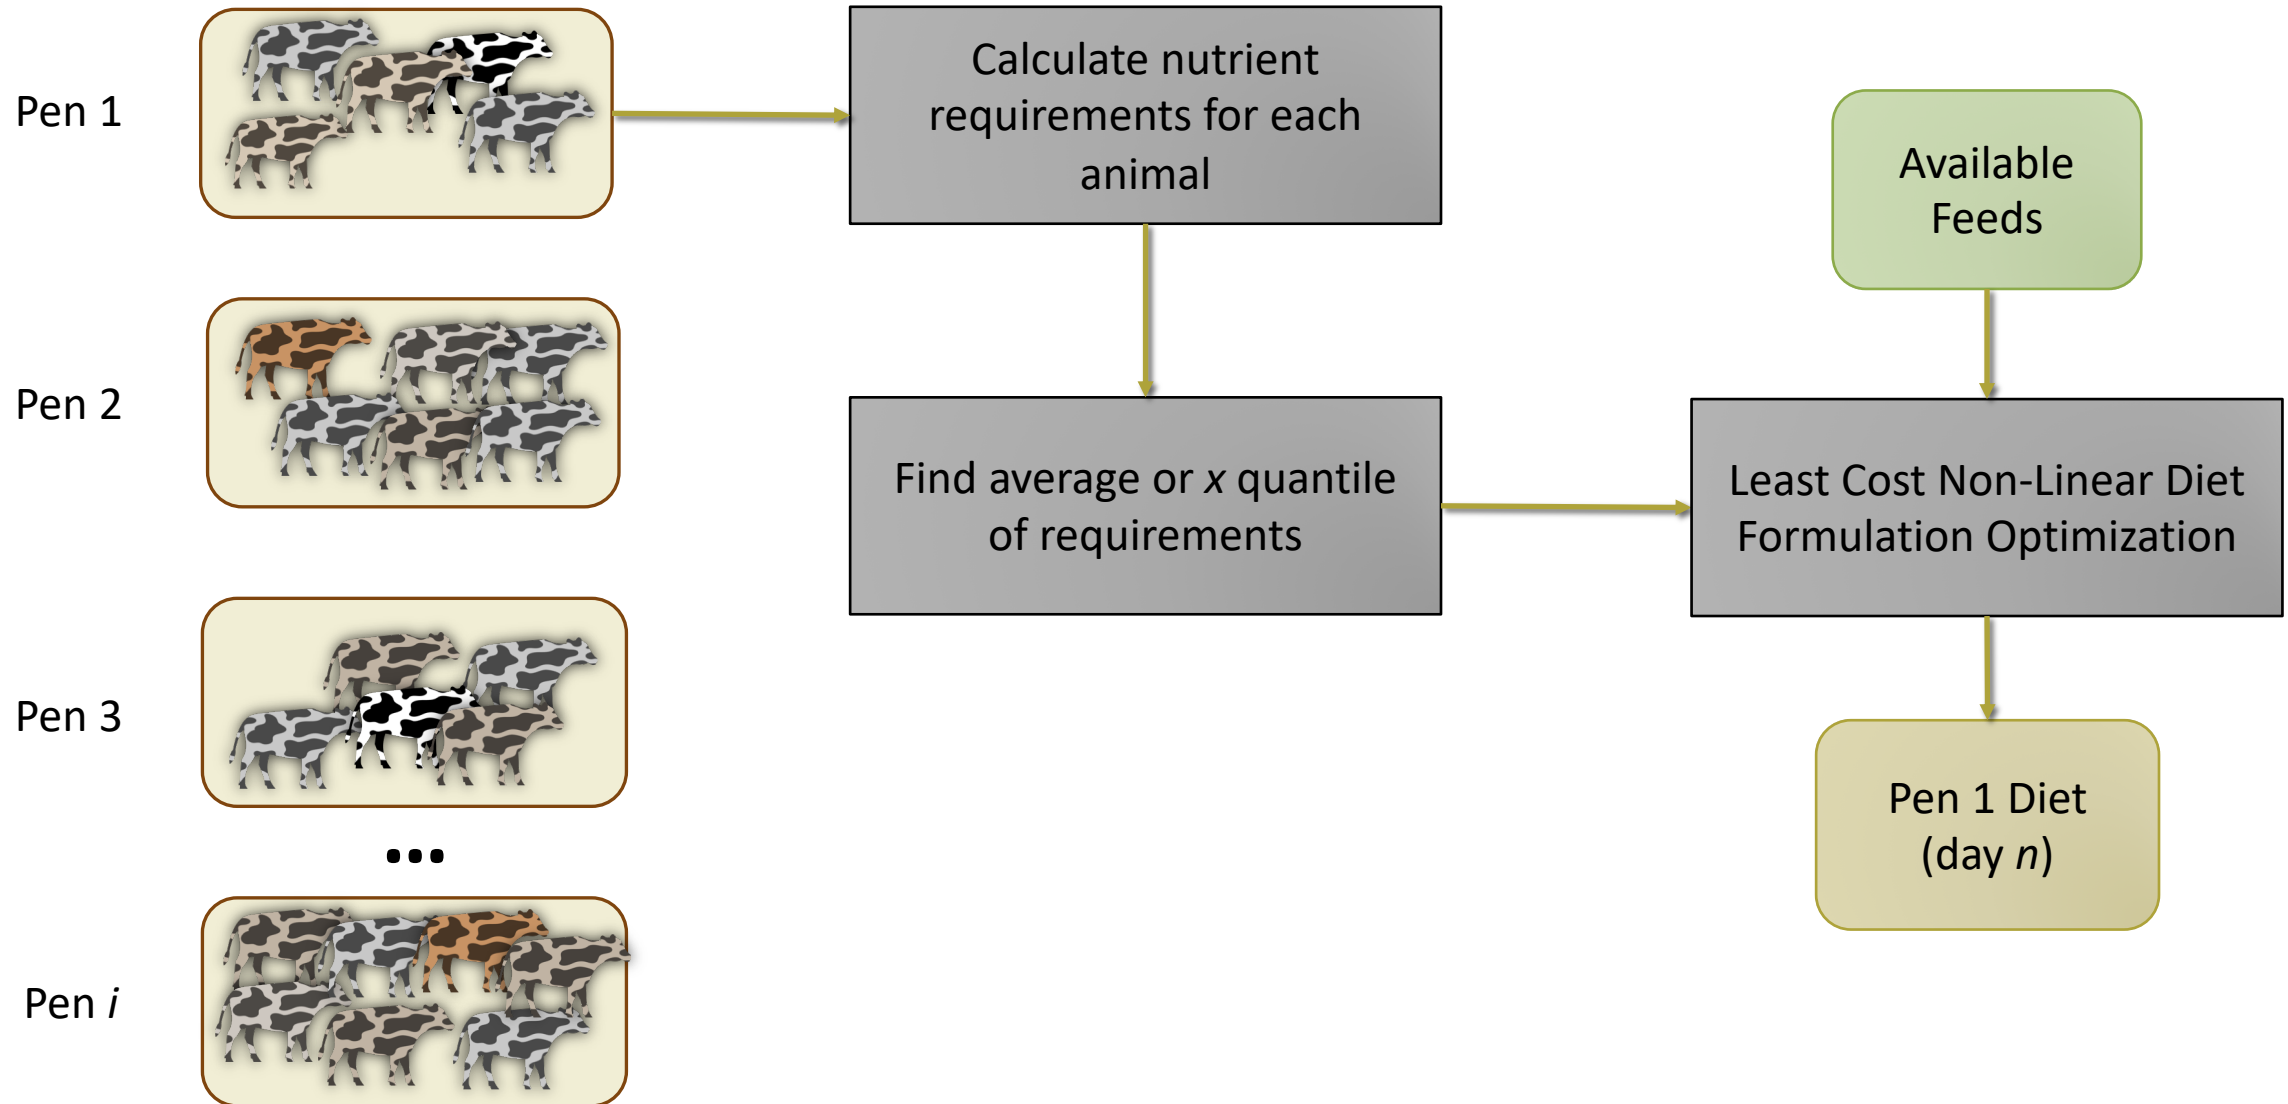 Pen 1
Calculate nutrient
requirements for each
animal
Available
Feeds
Pen 2
Find average or x quantile
of requirements
Least Cost Non-Linear Diet
Formulation Optimization
Pen 3
Pen 1 Diet
(day n)
...
Pen i